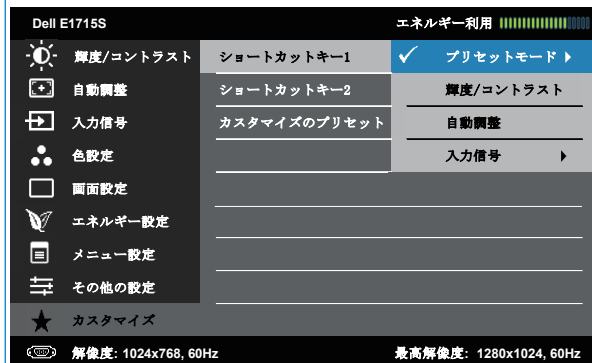 Dell E1715S エネルギー利用
輝度/コントラスト ショートカットキー1 プリセットモード
自動調整 ショートカットキー2 輝度/コントラスト
入力信号 カスタマイズのプリセット 自動調整
色設定 入力信号
画面設定
エネルギー設定
メニュー設定
その他の設定
カスタマイズ
解像度: 1024x768, 60Hz 最高解像度: 1280x1024, 60Hz